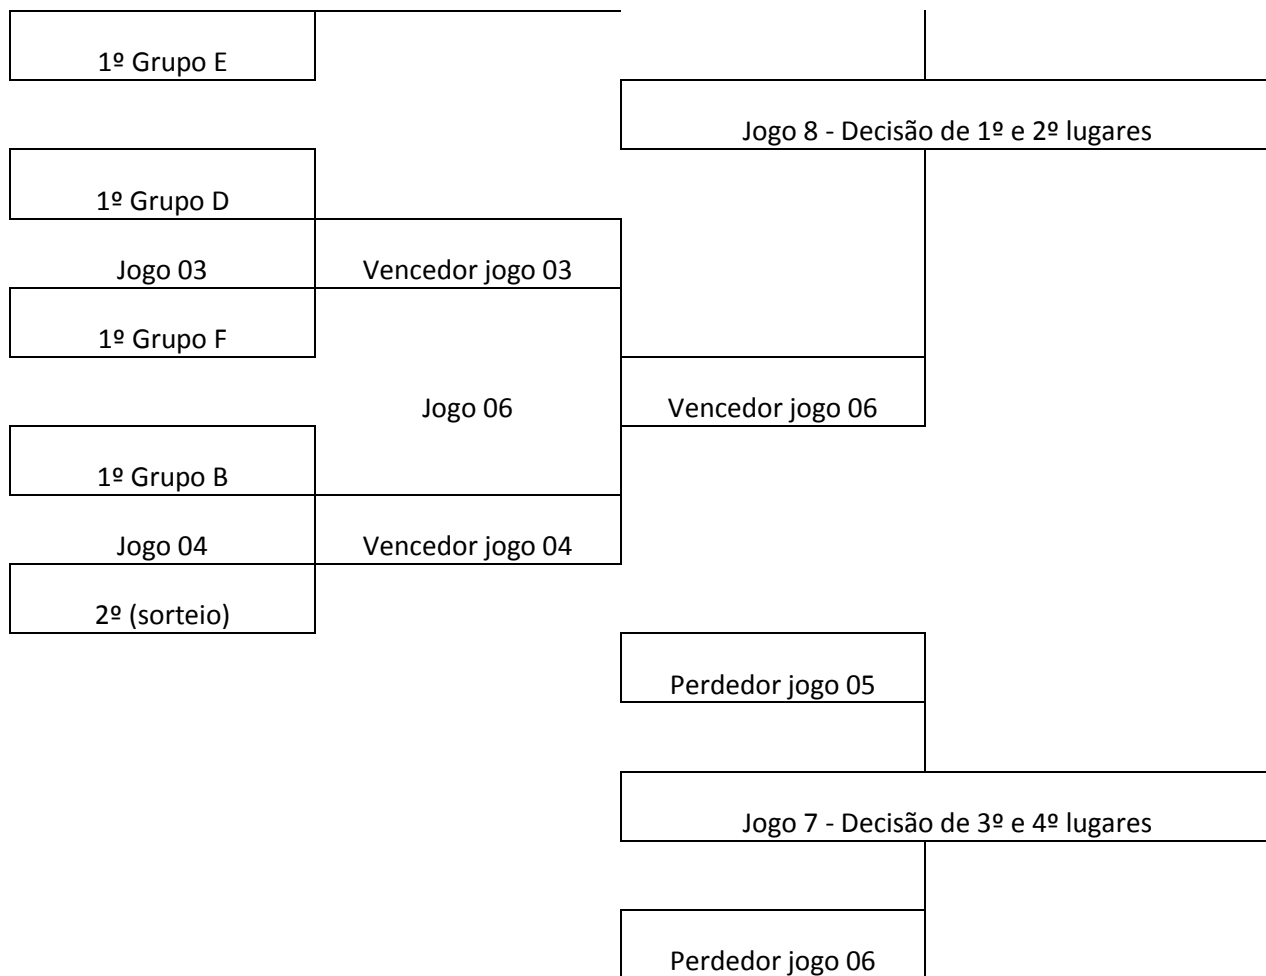 1º Grupo E
Jogo 8 - Decisão de 1º e 2º lugares
1º Grupo D
Jogo 03
Vencedor jogo 03
1º Grupo F
Jogo 06
Vencedor jogo 06
1º Grupo B
Jogo 04
Vencedor jogo 04
2º (sorteio)
Perdedor jogo 05
Jogo 7 - Decisão de 3º e 4º lugares
Perdedor jogo 06